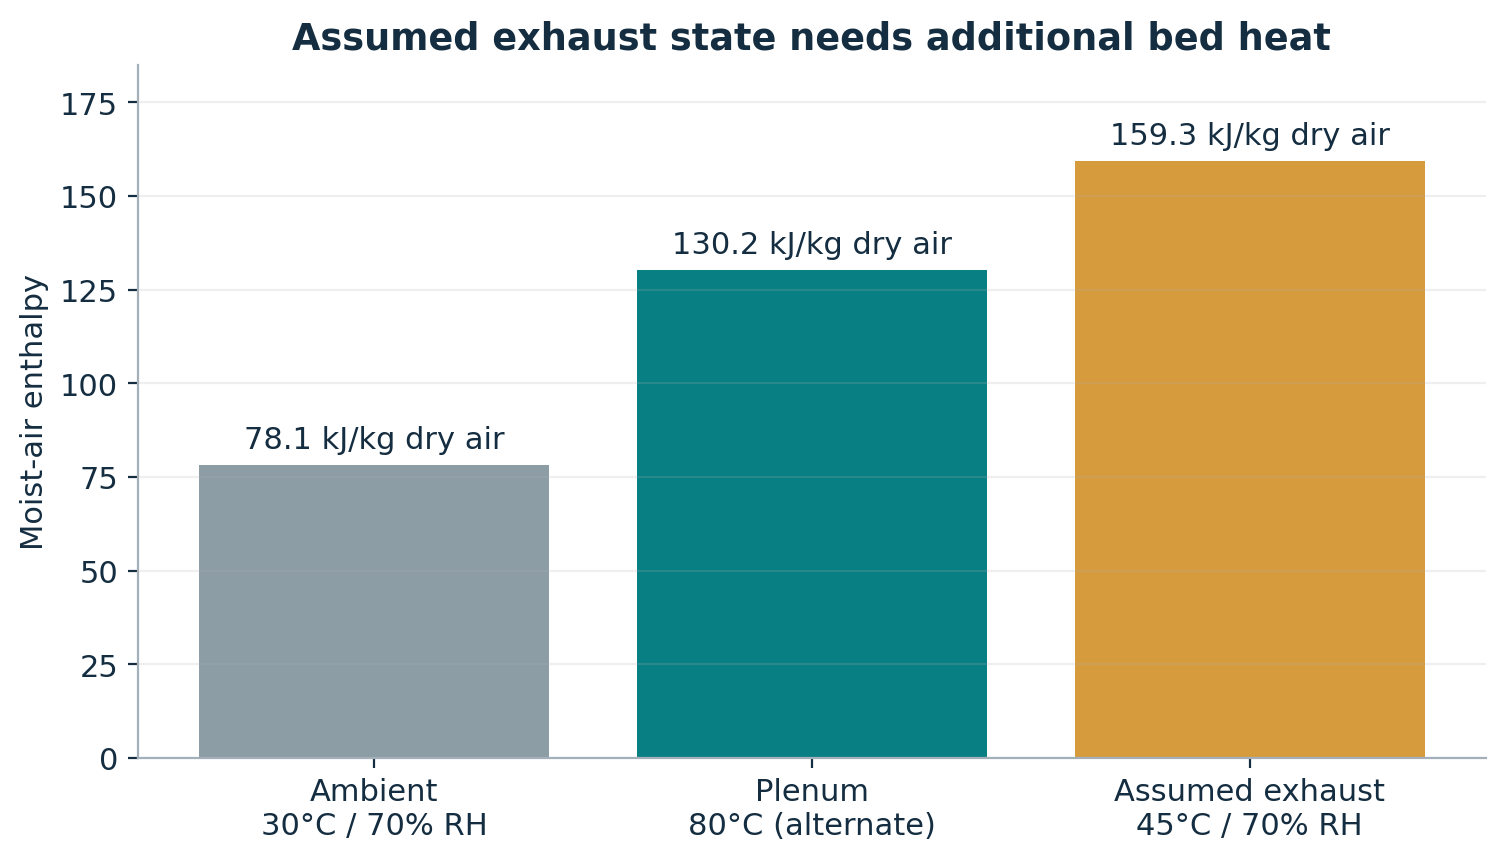 Assumed exhaust state needs additional bed heat
Moist-air enthalpy
175
150
125
100
75
50
25
0
78.1 kJ/kg dry air
130.2 kJ/kg dry air
159.3 kJ/kg dry air
Ambient
30°C / 70% RH
Plenum
80°C (alternate)
Assumed exhaust
45°C / 70% RH